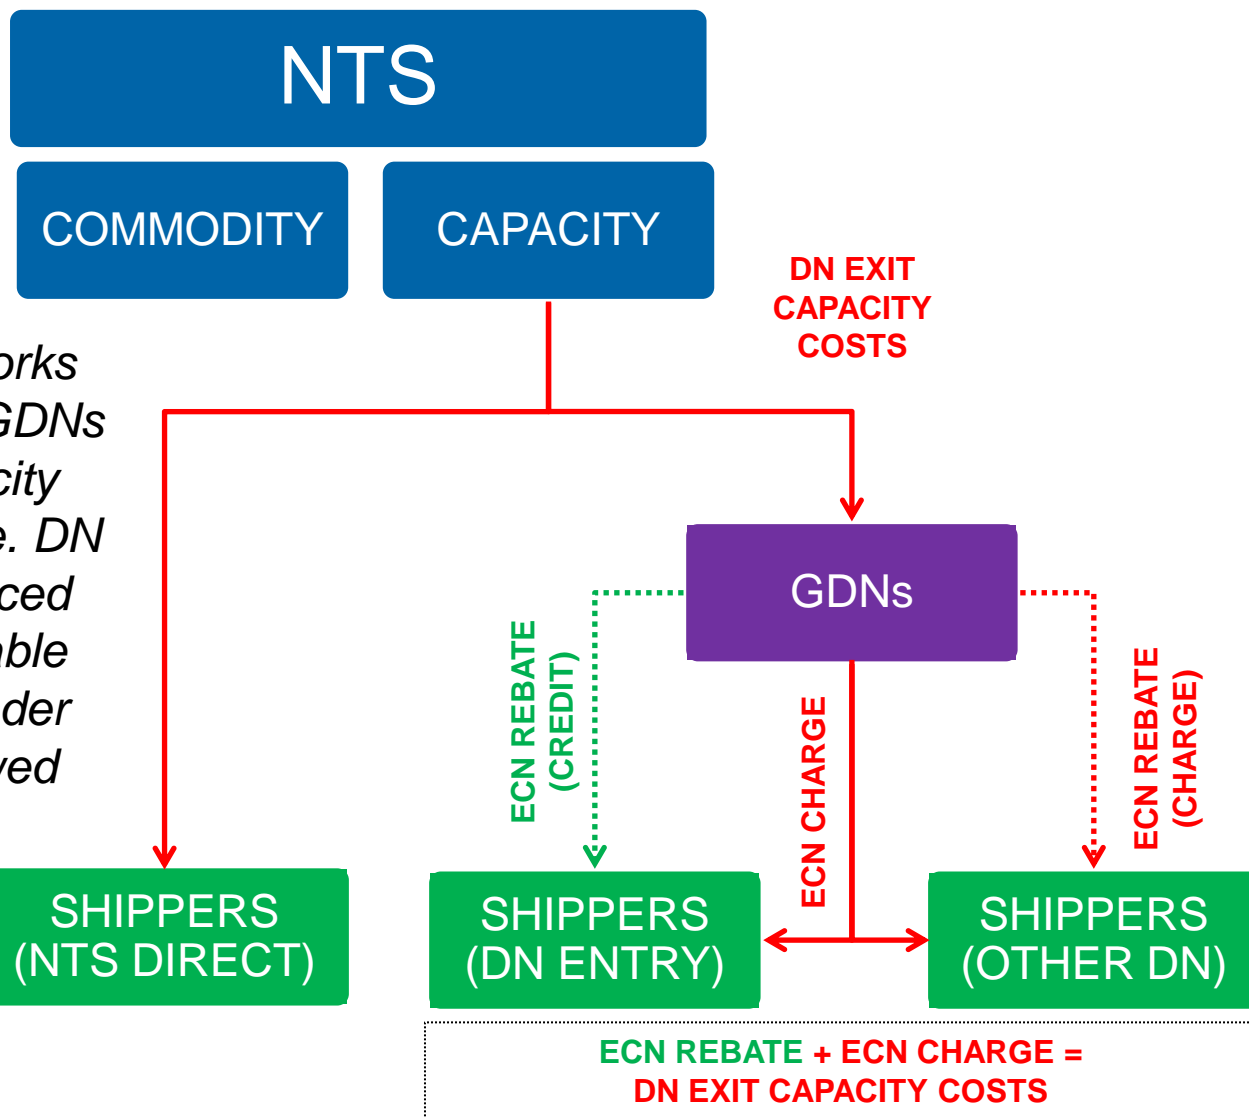 NTS
COMMODITY
CAPACITY
DN EXIT
CAPACITY
COSTS
orks
GDNs
city
e. DN
ced
able
der
ved
GDNs
ECN REBATE
(CREDIT)
ECN CHARGE
ECN REBATE
(CHARGE)
SHIPPERS
(NTS DIRECT)
SHIPPERS
(DN ENTRY)
SHIPPERS
(OTHER DN)
ECN REBATE + ECN CHARGE =
DN EXIT CAPACITY COSTS